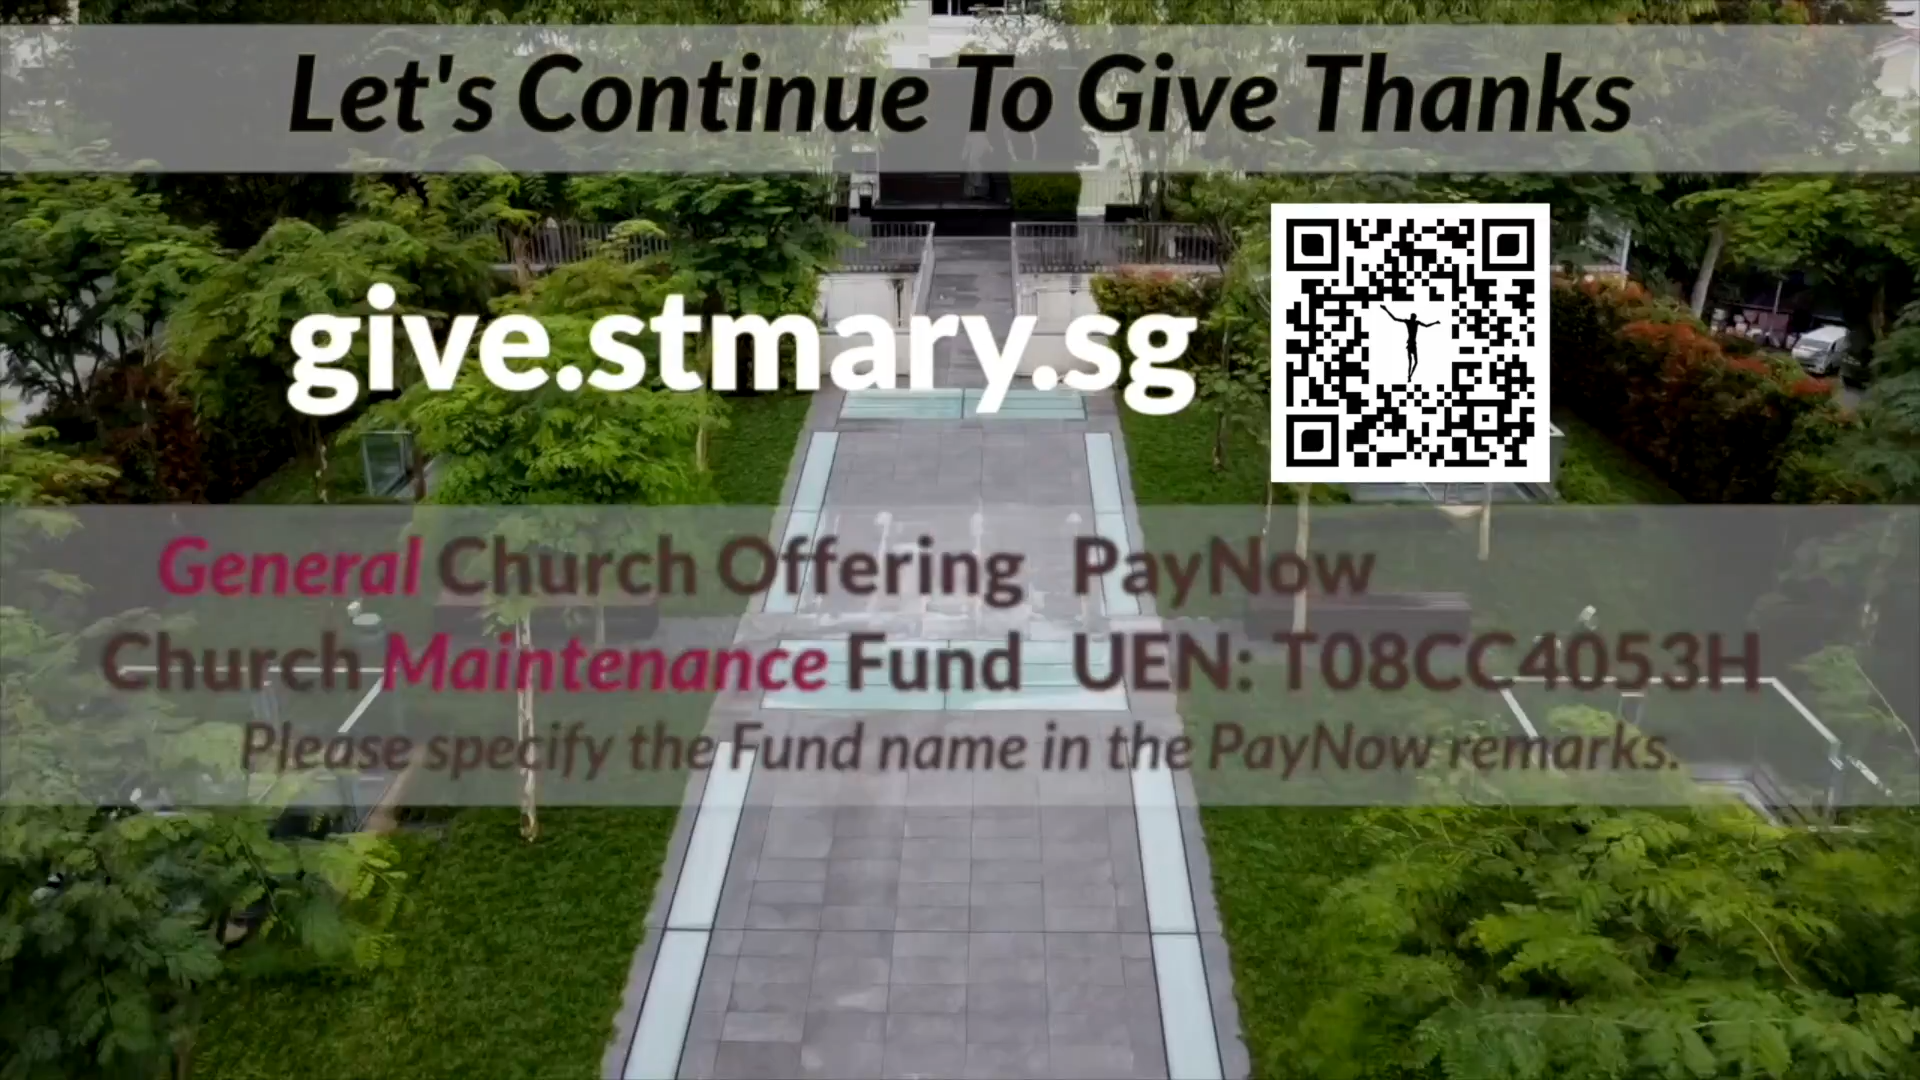 Let's Continue To Give Thanks
give.stmary.sg
General Church Offering PayNow
Church Maintenance Fund UEN: T08CC4053H
Please specify the Fund name in the PayNow remarks.